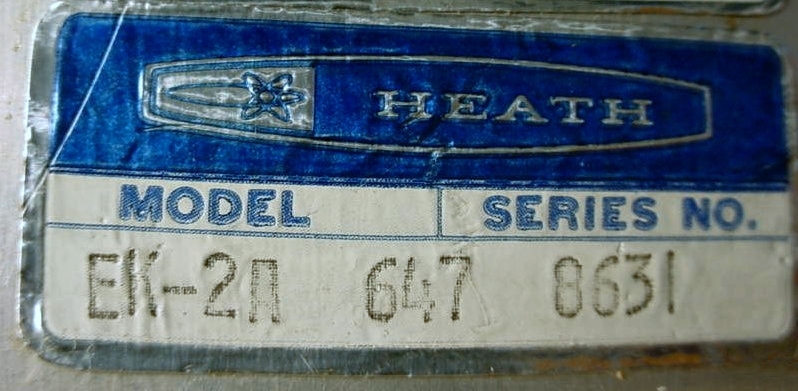 HEATH
MODEL SERIES NO.
EK-2A 647 8631